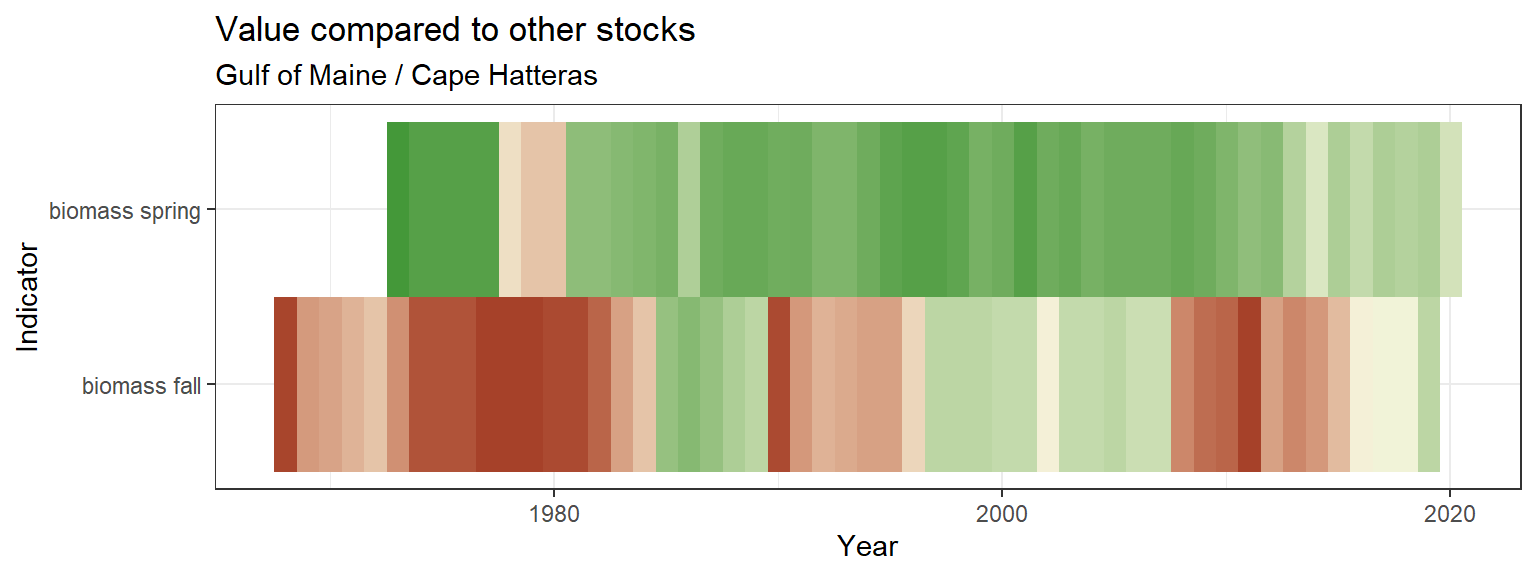 Value compared to other stocks
Gulf of Maine / Cape Hatteras
Indicator
biomass spring
biomass fall
1980
2000
2020
Year